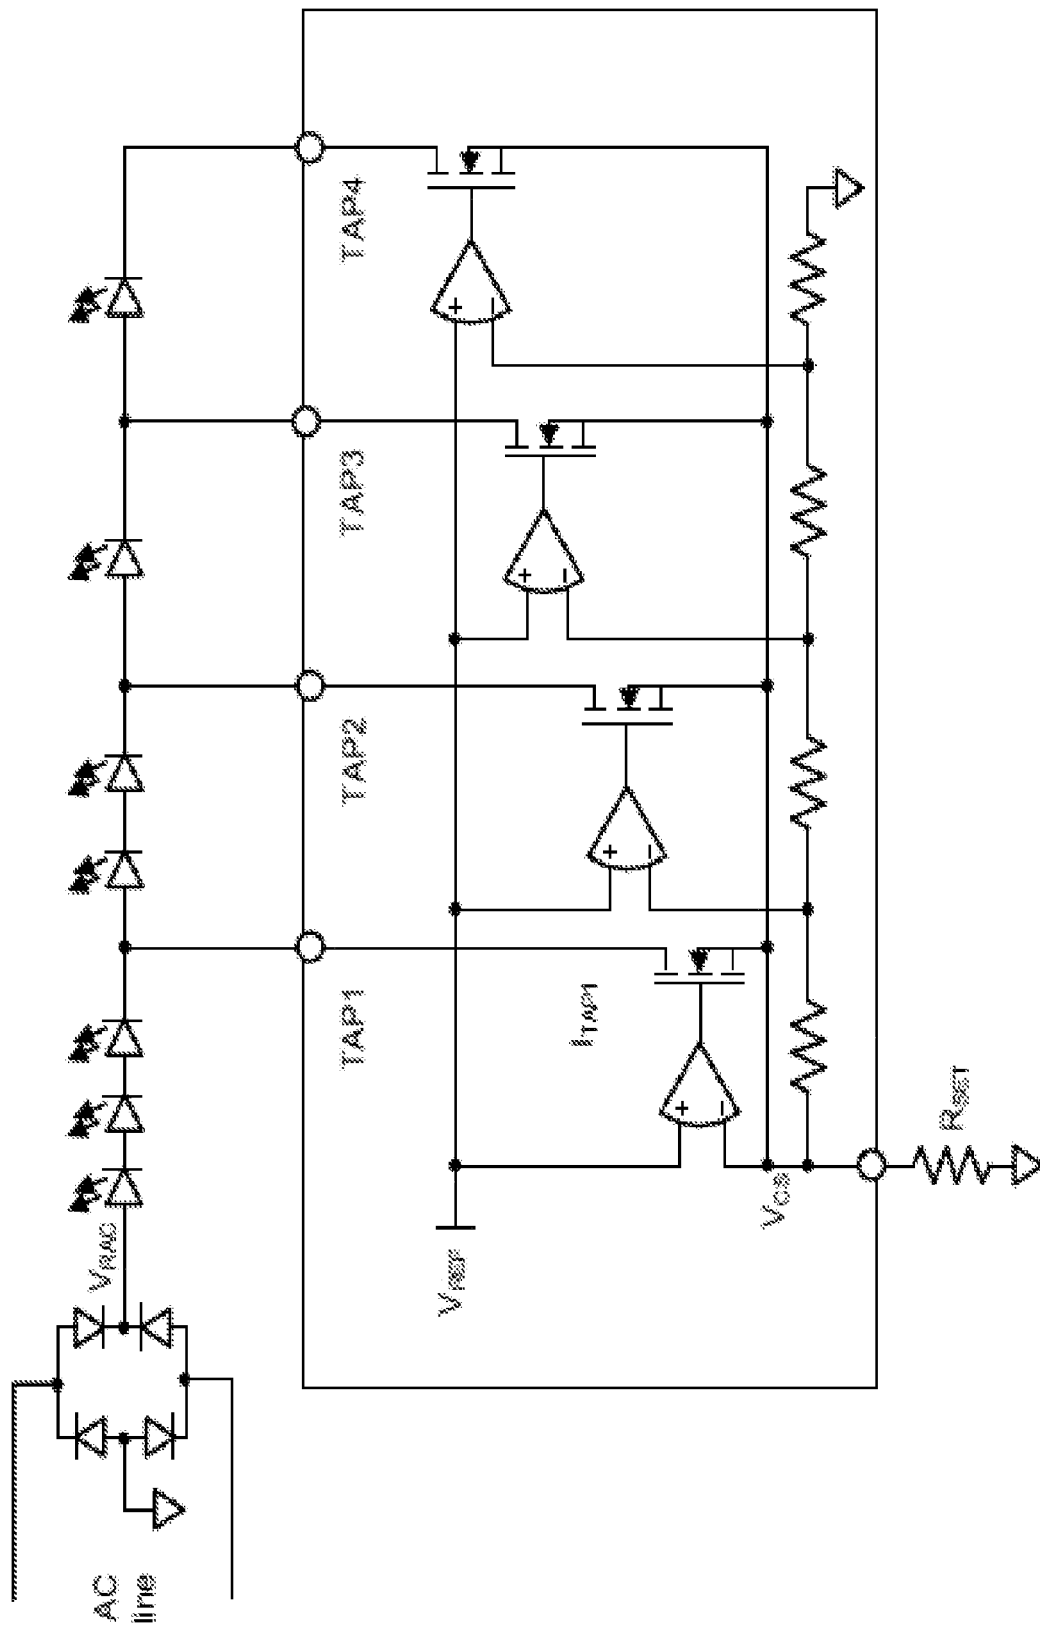 AC
line
V_RAC
TAP1
TAP2
TAP3
TAP4
I_TAP1
V_REF
V_CS
R_SET
+
−
+
−
+
−
+
−